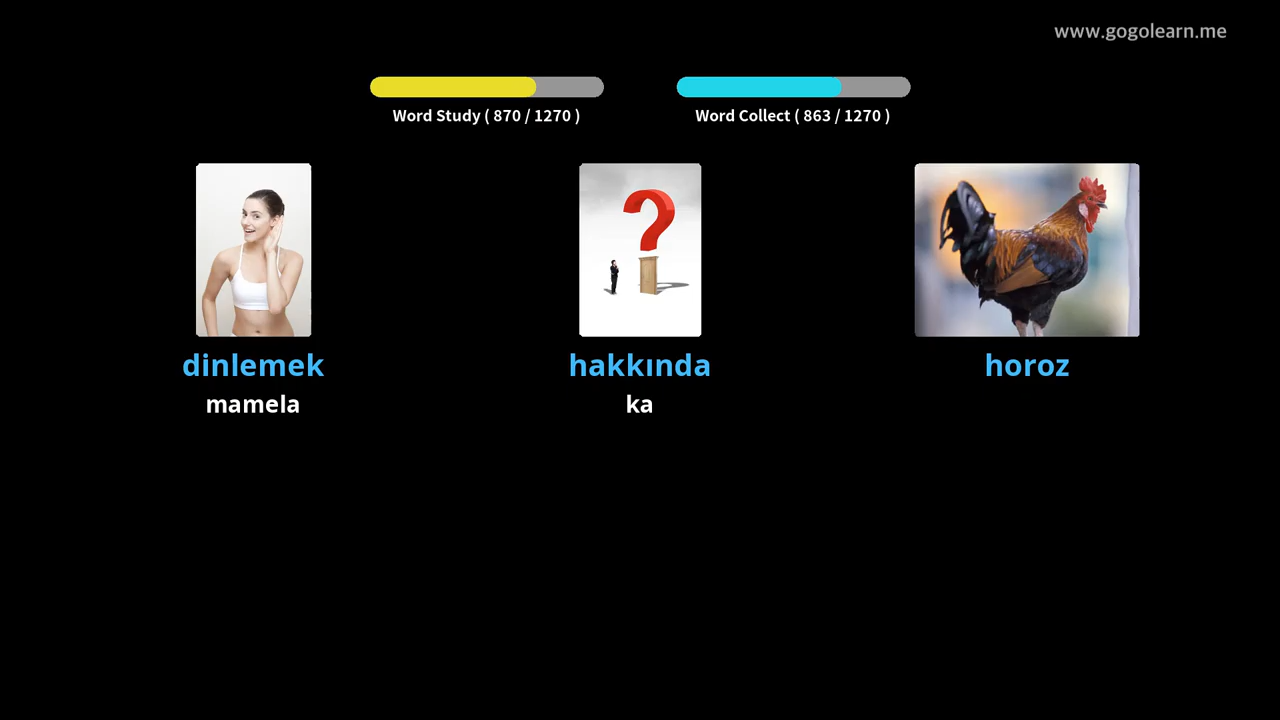 www.gogolearn.me
Word Study ( 870 / 1270 )
Word Collect ( 863 / 1270 )
dinlemek
mamela
hakkında
ka
horoz